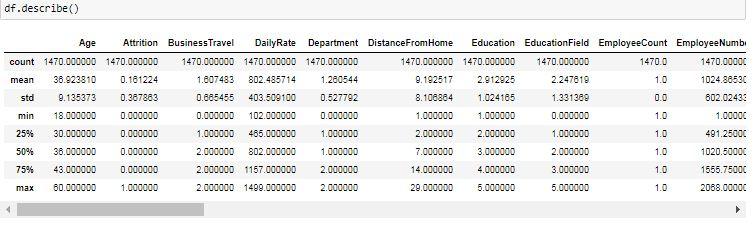 df.describe()
Age Attrition BusinessTravel DailyRate Department DistanceFromHome Education EducationField EmployeeCount EmployeeNumbe
count 1470.000000 1470.000000 1470.000000 1470.000000 1470.000000 1470.000000 1470.000000 1470.000000 1470.0 1470.00000
mean 36.923810 0.161224 1.607483 802.485714 1.260544 9.192517 2.912925 2.247619 1.0 1024.86530
std 9.135373 0.367863 0.665455 403.509100 0.527792 8.106864 1.024165 1.331369 0.0 602.02433
min 18.000000 0.000000 0.000000 102.000000 0.000000 1.000000 1.000000 0.000000 1.0 1.00000
25% 30.000000 0.000000 1.000000 465.000000 1.000000 2.000000 2.000000 1.000000 1.0 491.25000
50% 36.000000 0.000000 2.000000 802.000000 1.000000 7.000000 3.000000 2.000000 1.0 1020.50000
75% 43.000000 0.000000 2.000000 1157.000000 2.000000 14.000000 4.000000 3.000000 1.0 1555.75000
max 60.000000 1.000000 2.000000 1499.000000 2.000000 29.000000 5.000000 5.000000 1.0 2068.00000